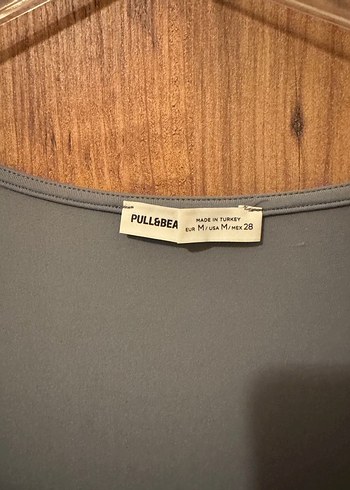 PULL&BEA
MADE IN TURKEY
EUR M/USA M/MEX 28